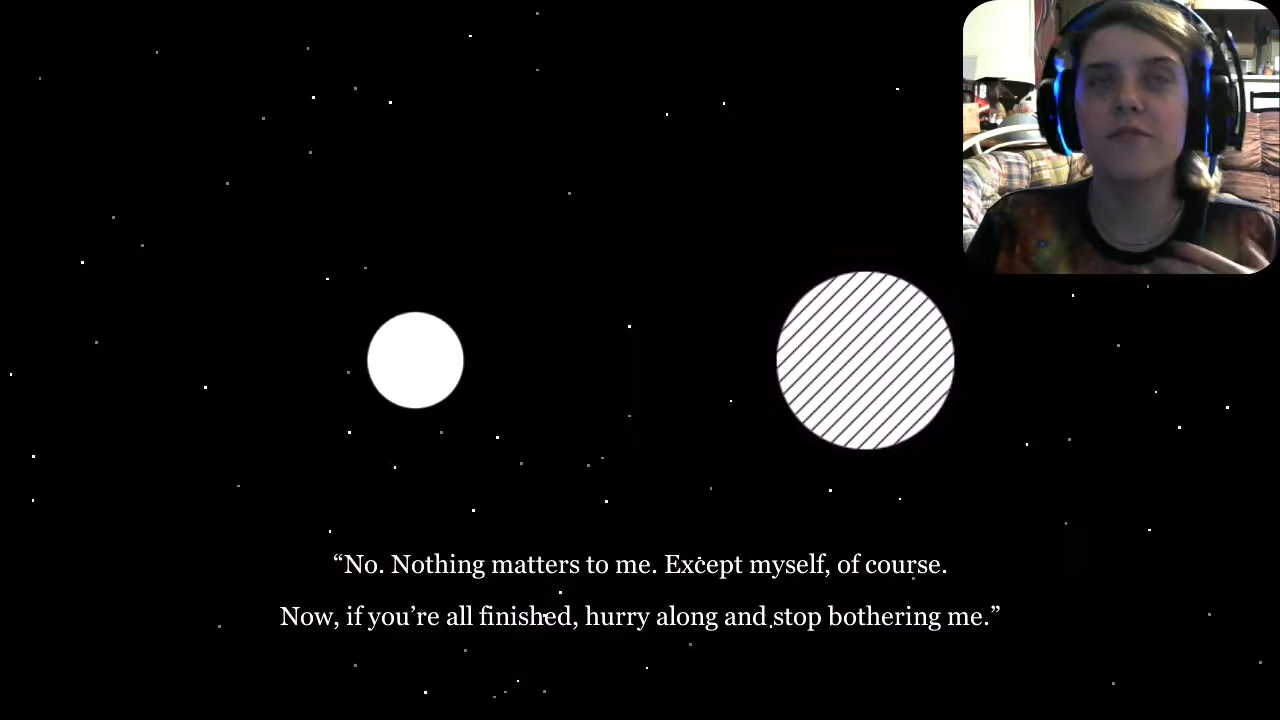 “No. Nothing matters to me. Except myself, of course.
Now, if you’re all finished, hurry along and stop bothering me.”